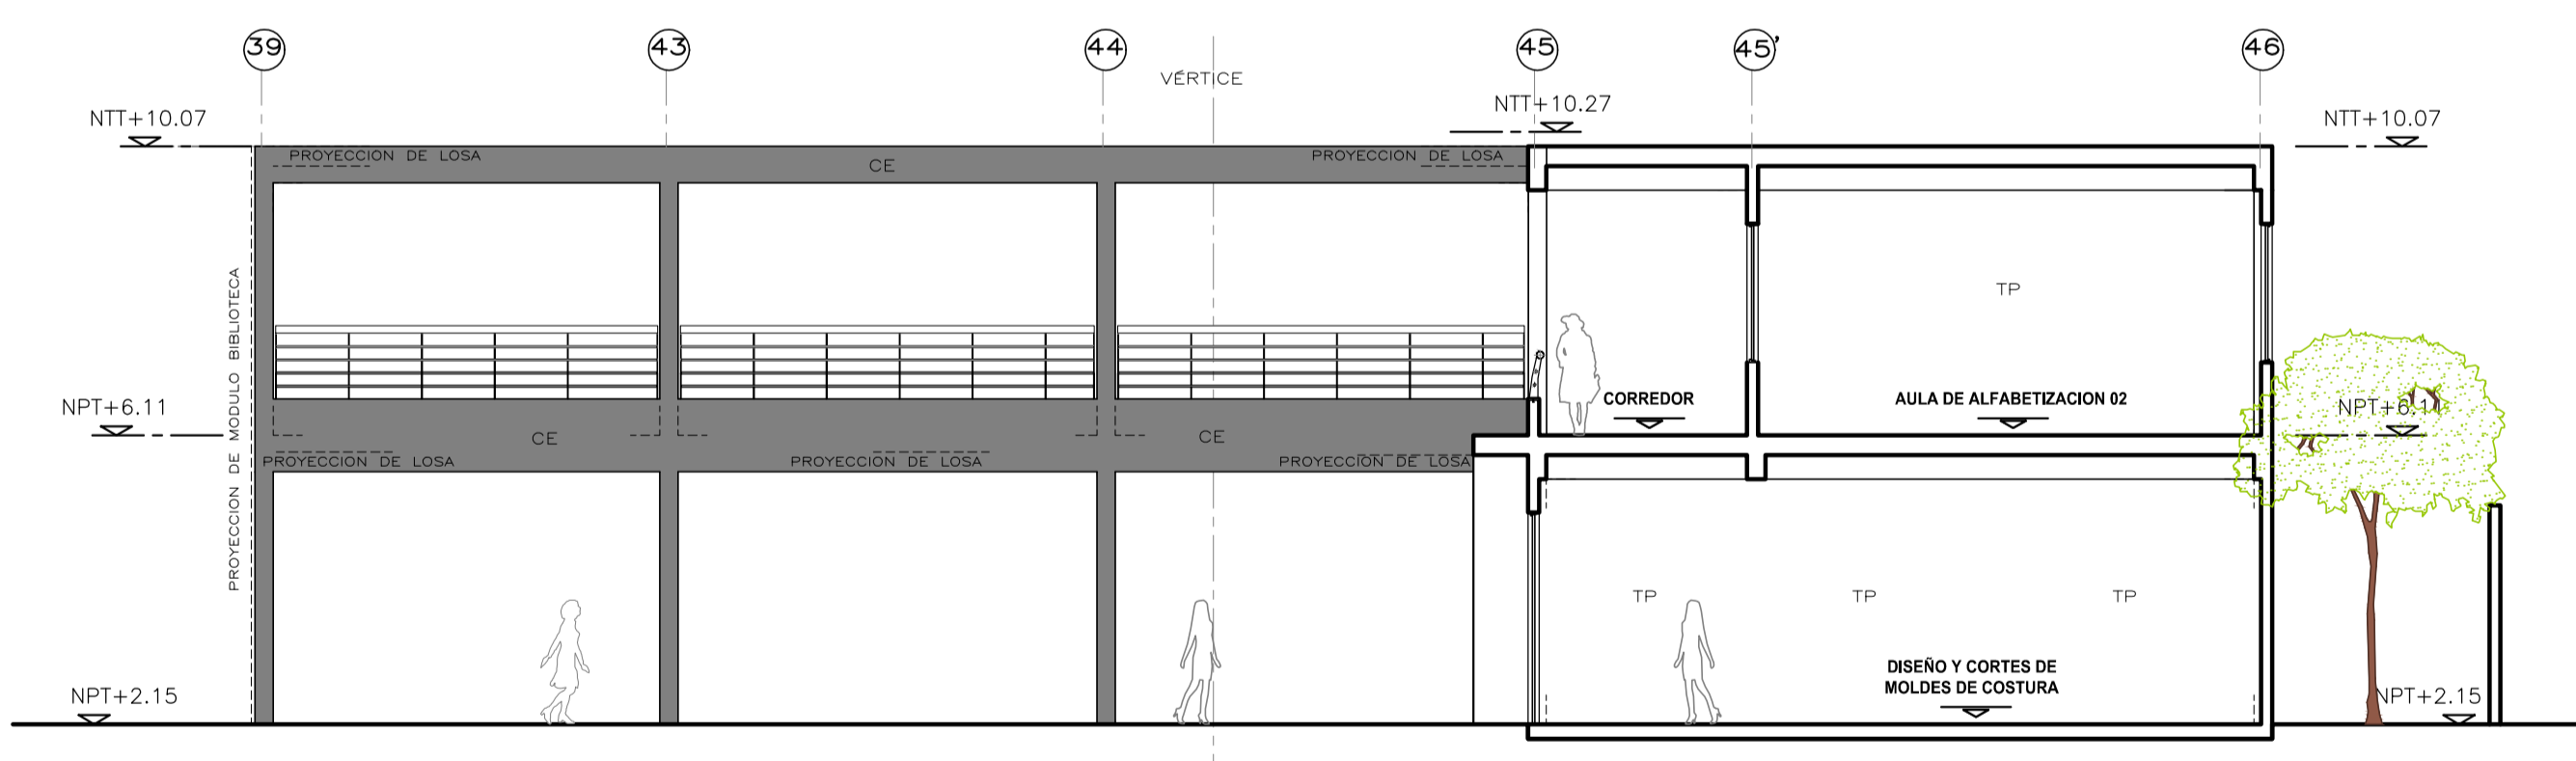 39
43
44
45
45'
46
VÉRTICE
NTT+10.07
NTT+10.27
NTT+10.07
PROYECCION DE LOSA
CE
PROYECCION DE LOSA
PROYECCION DE MODULO BIBLIOTECA
TP
NPT+6.11
CORREDOR
AULA DE ALFABETIZACION 02
NPT+6.1
CE
CE
PROYECCION DE LOSA
PROYECCION DE LOSA
PROYECCION DE LOSA
TP
TP
TP
DISEÑO Y CORTES DE
MOLDES DE COSTURA
NPT+2.15
NPT+2.15